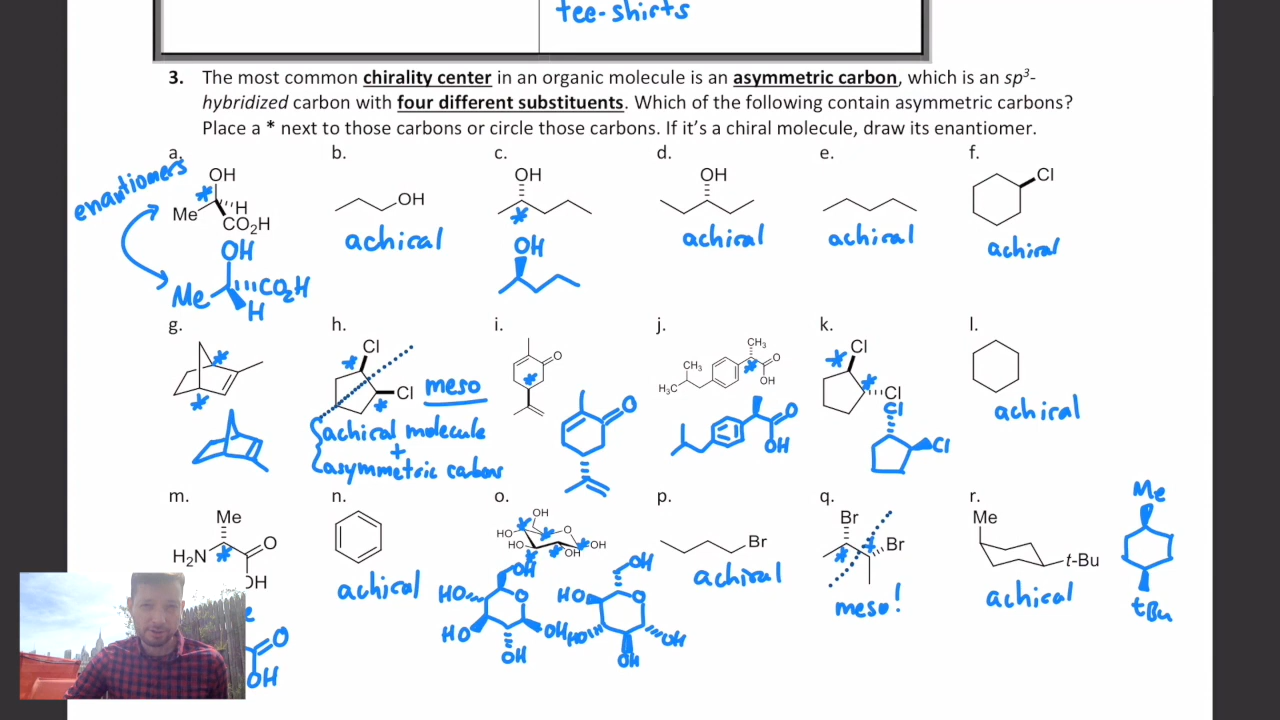 tee-shirts
3. The most common chirality center in an organic molecule is an asymmetric carbon, which is an sp³-
hybridized carbon with four different substituents. Which of the following contain asymmetric carbons?
Place a * next to those carbons or circle those carbons. If it's a chiral molecule, draw its enantiomer.
a. b. c. d. e. f.
enantiomers
OH OH OH Cl
* H OH
Me CO₂H *
achiral achiral achiral achiral
OH OH
Me CO₂H
H
g. h. i. j. k. l.
Cl O CH₃ Cl
* * * CH₃ O * *
* Cl meso * H₃C OH Cl
* Cl achiral
achiral molecule O O Cl
+ OH
asymmetric carbons
m. n. o. p. q. r.
Me OH Br Me Me
H₂N * O HO * O * Br * * Br t-Bu
OH HO * OH * OH
achiral achiral meso! achiral tBu
OH OH
HO O HO O
HO OH HO OH
OH OH
O
OH